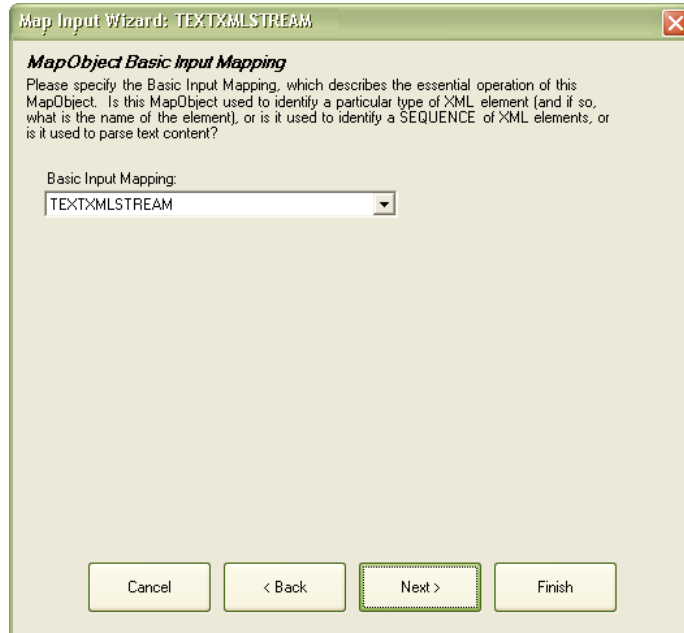 Map Input Wizard: TEXTXMLSTREAM
MapObject Basic Input Mapping
Please specify the Basic Input Mapping, which describes the essential operation of this
MapObject. Is this MapObject used to identify a particular type of XML element (and if so,
what is the name of the element), or is it used to identify a SEQUENCE of XML elements, or
is it used to parse text content?
Basic Input Mapping:
TEXTXMLSTREAM
Cancel
< Back
Next >
Finish